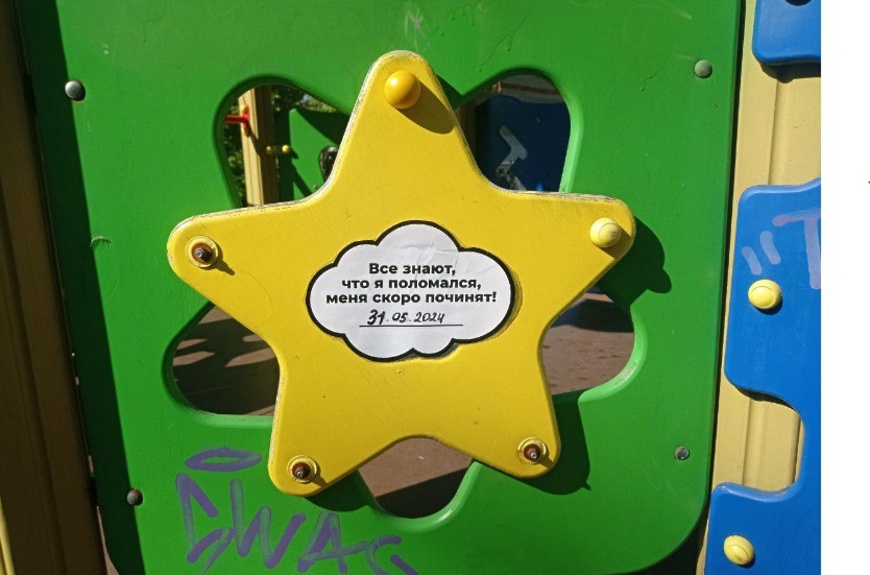 Все знают,
что я поломался,
меня скоро починят!
31.05.2024